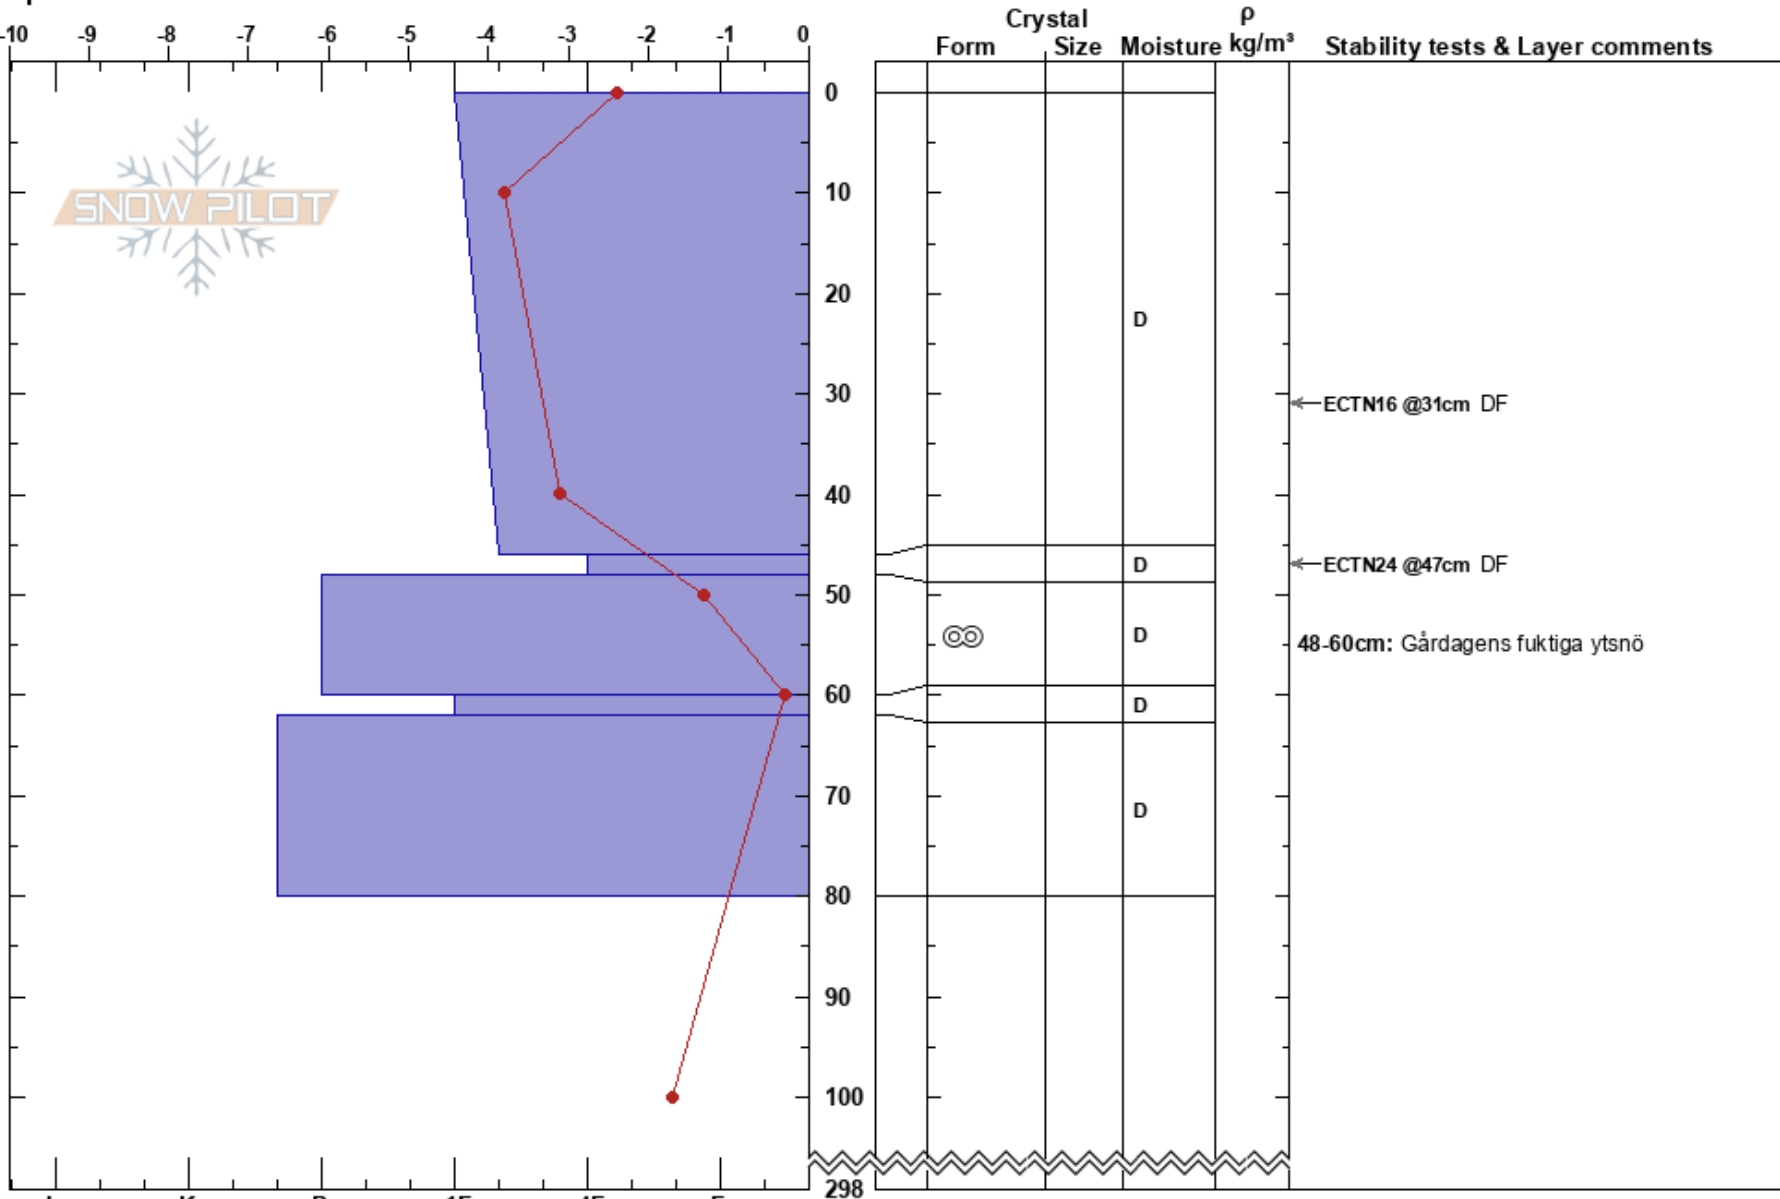 Crystal ρ
-10 -9 -8 -7 -6 -5 -4 -3 -2 -1 0 Form Size Moisture kg/m³ Stability tests & Layer comments
0
SNOW PILOT
10
20
D
30
ECTN16 @31cm DF
40
D ECTN24 @47cm DF
50
D 48-60cm: Gårdagens fuktiga ytsnö
60
D
70
D
80
90
100
298